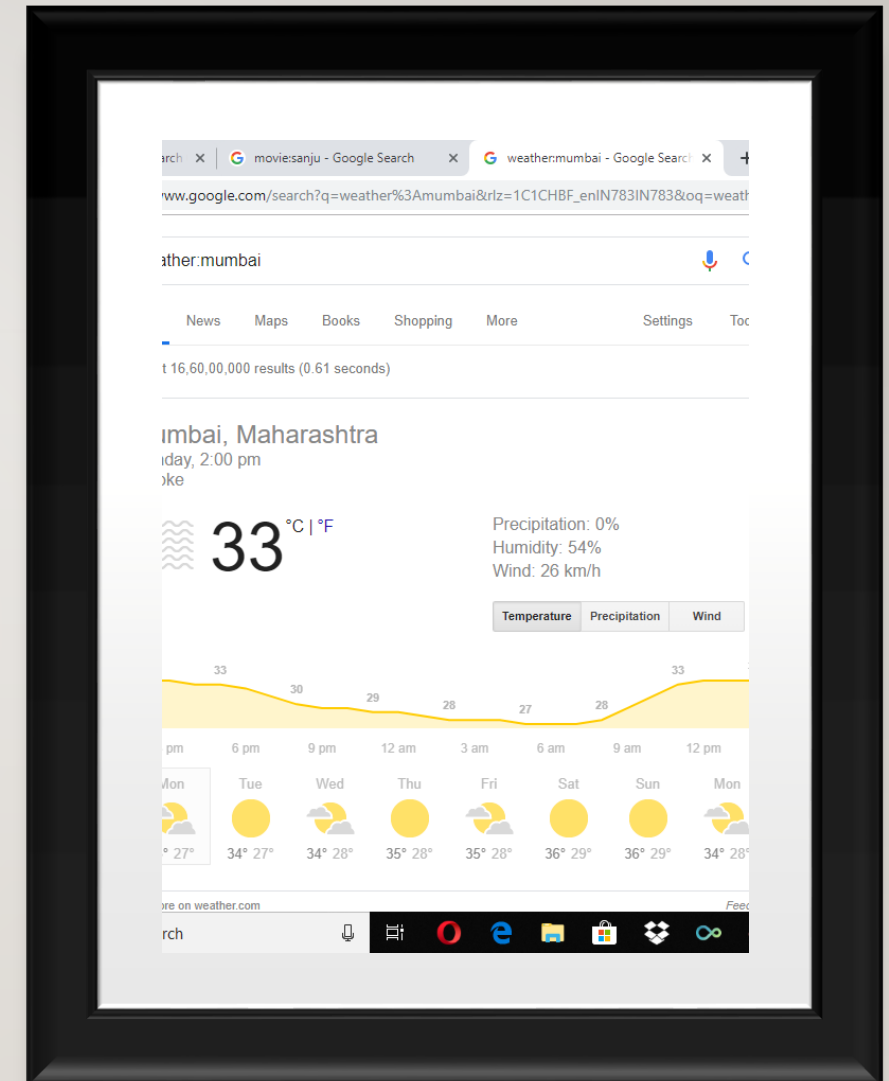 arch × movie:sanju - Google Search × weather:mumbai - Google Search × +
www.google.com/search?q=weather%3Amumbai&rlz=1C1CHBF_enIN783IN783&oq=weath
ather:mumbai
News Maps Books Shopping More Settings Too
t 16,60,00,000 results (0.61 seconds)
umbai, Maharashtra
nday, 2:00 pm
oke
33 °C | °F
Precipitation: 0%
Humidity: 54%
Wind: 26 km/h
Temperature Precipitation Wind
33 30 29 28 27 28 33
pm 6 pm 9 pm 12 am 3 am 6 am 9 am 12 pm
Mon Tue Wed Thu Fri Sat Sun Mon
° 27° 34° 27° 34° 28° 35° 28° 35° 28° 36° 29° 36° 29° 34° 28°
ore on weather.com Feed
rch